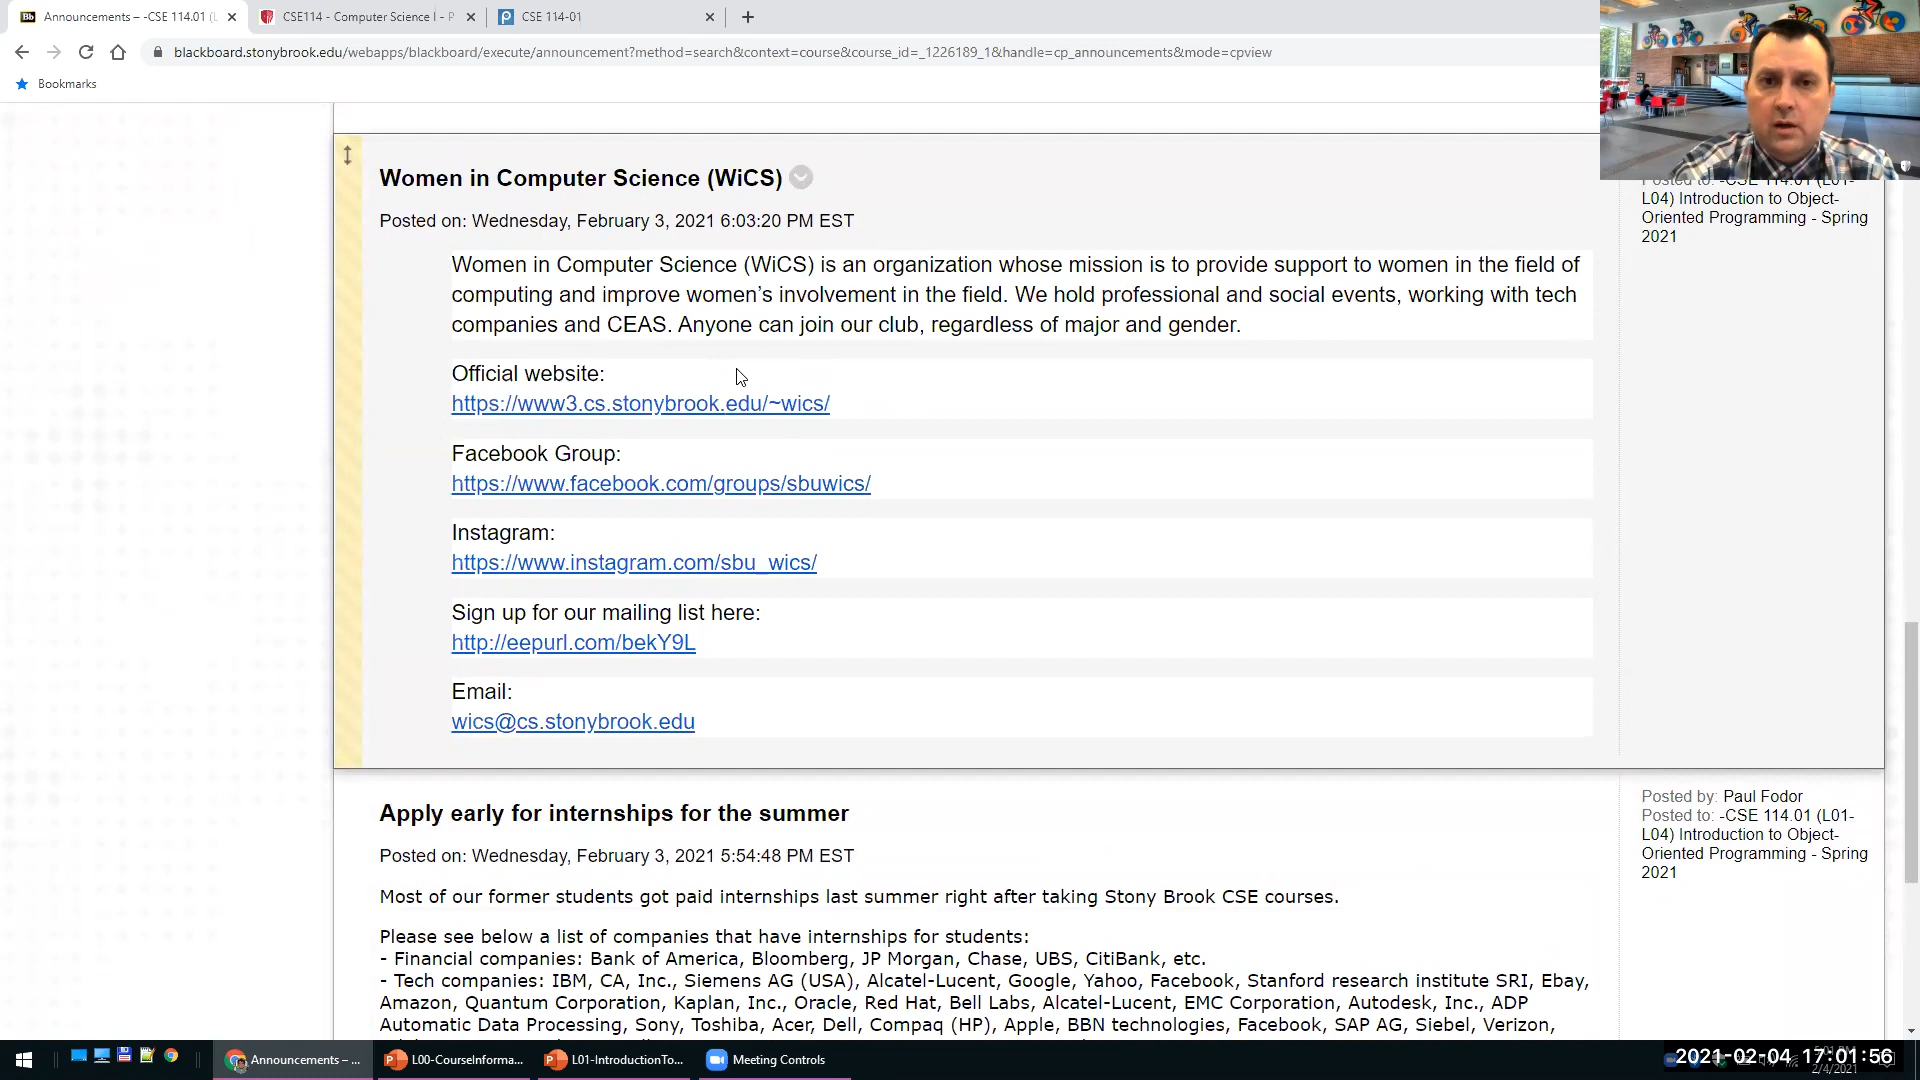 Announcements – -CSE 114.01 (L
CSE114 - Computer Science I - P
CSE 114-01
blackboard.stonybrook.edu/webapps/blackboard/execute/announcement?method=search&context=course&course_id=_1226189_1&handle=cp_announcements&mode=cpview
Bookmarks
Women in Computer Science (WiCS)
Posted on: Wednesday, February 3, 2021 6:03:20 PM EST
Women in Computer Science (WiCS) is an organization whose mission is to provide support to women in the field of
computing and improve women’s involvement in the field. We hold professional and social events, working with tech
companies and CEAS. Anyone can join our club, regardless of major and gender.
Official website:
https://www3.cs.stonybrook.edu/~wics/
Facebook Group:
https://www.facebook.com/groups/sbuwics/
Instagram:
https://www.instagram.com/sbu_wics/
Sign up for our mailing list here:
http://eepurl.com/bekY9L
Email:
wics@cs.stonybrook.edu
Posted to: -CSE 114.01 (L01-
L04) Introduction to Object-
Oriented Programming - Spring
2021
Apply early for internships for the summer
Posted on: Wednesday, February 3, 2021 5:54:48 PM EST
Most of our former students got paid internships last summer right after taking Stony Brook CSE courses.
Please see below a list of companies that have internships for students:
- Financial companies: Bank of America, Bloomberg, JP Morgan, Chase, UBS, CitiBank, etc.
- Tech companies: IBM, CA, Inc., Siemens AG (USA), Alcatel-Lucent, Google, Yahoo, Facebook, Stanford research institute SRI, Ebay,
Amazon, Quantum Corporation, Kaplan, Inc., Oracle, Red Hat, Bell Labs, Alcatel-Lucent, EMC Corporation, Autodesk, Inc., ADP
Automatic Data Processing, Sony, Toshiba, Acer, Dell, Compaq (HP), Apple, BBN technologies, Facebook, SAP AG, Siebel, Verizon,
Posted by: Paul Fodor
Posted to: -CSE 114.01 (L01-
L04) Introduction to Object-
Oriented Programming - Spring
2021
Announcements – ...
L00-CourseInforma...
L01-IntroductionTo...
Meeting Controls
2021-02-04 17:01:56
2/4/2021